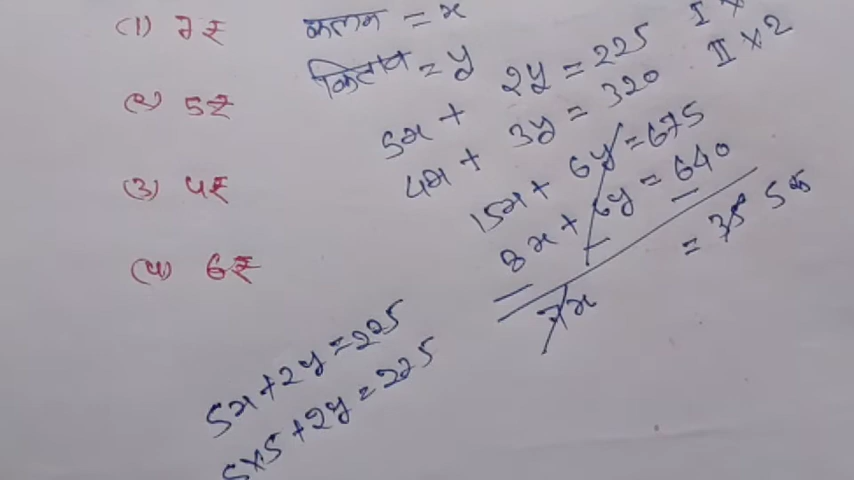 (1) 7₹
(2) 5₹
(3) 4₹
(4) 6₹
कलम = x
किताब = y
5x + 2y = 225 I ×
4x + 3y = 320 II × 2
15x + 6y = 675
8x + 6y = 640
7x = 35 5
5x + 2y = 225
5×5 + 2y = 225